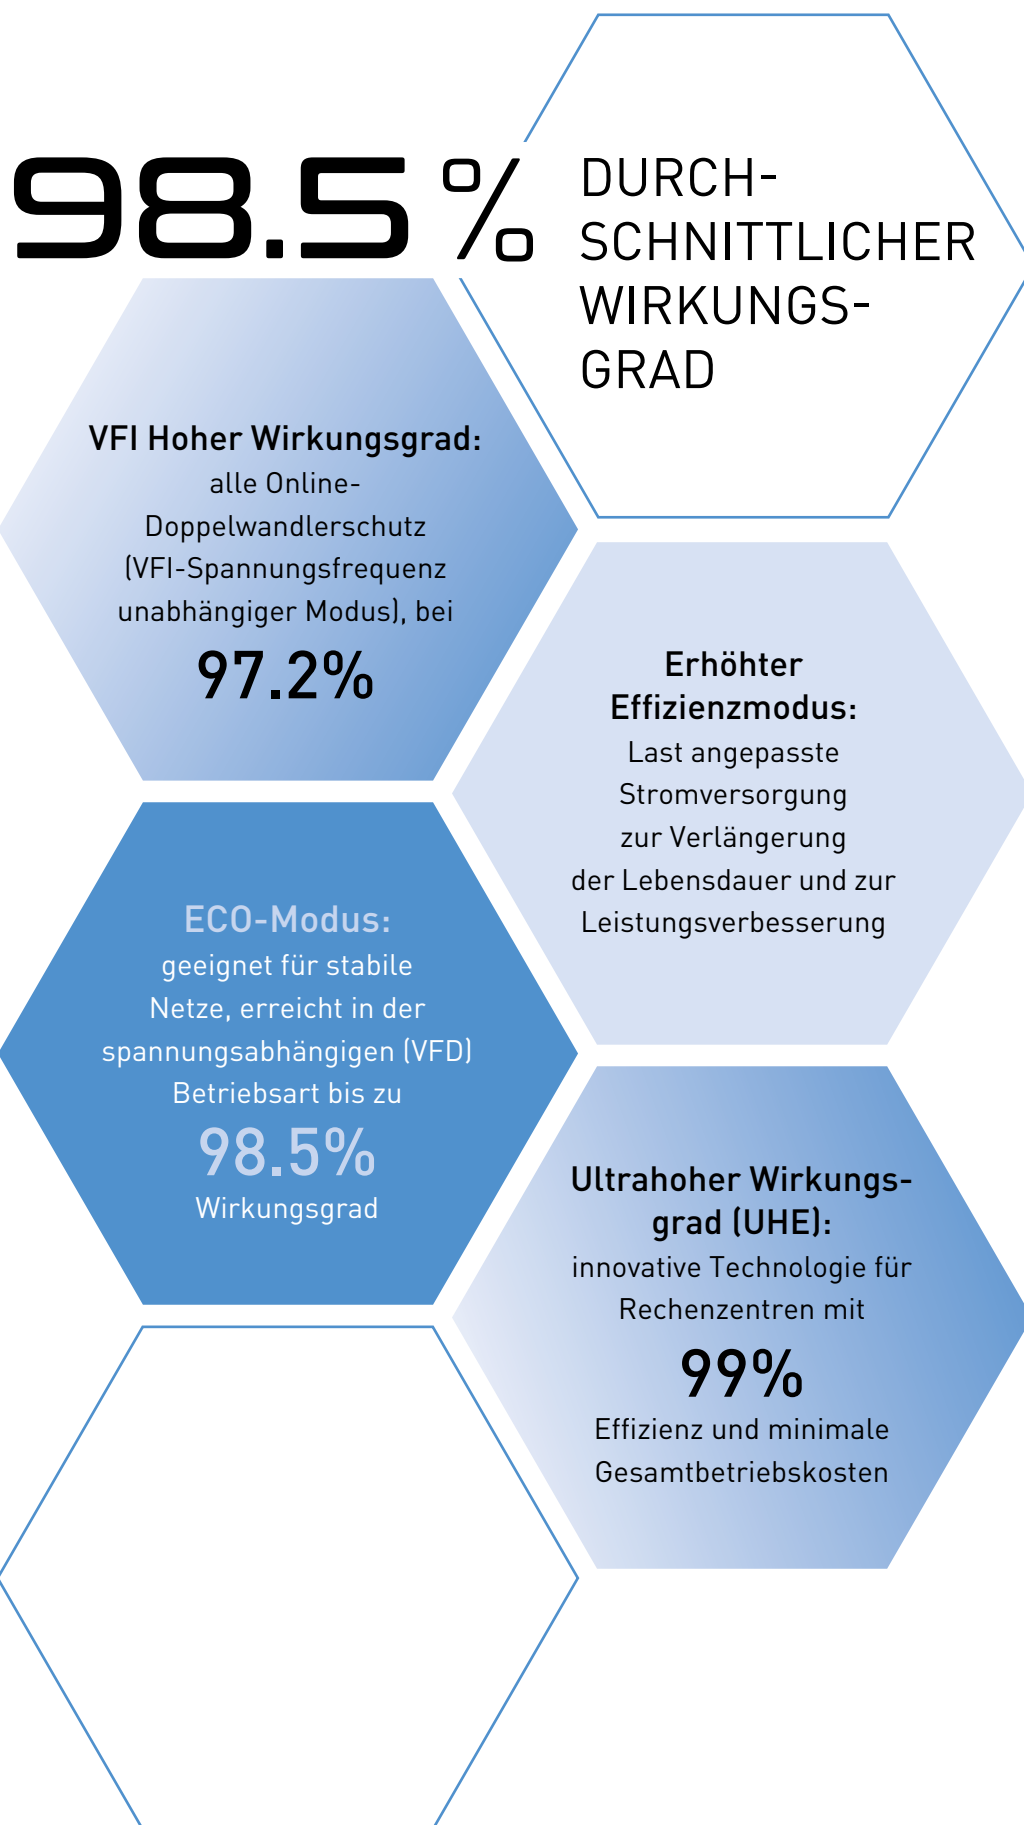 98.5%
DURCH-
SCHNITTLICHER
WIRKUNGS-
GRAD
VFI Hoher Wirkungsgrad:
alle Online-
Doppelwandlerschutz
(VFI-Spannungsfrequenz
unabhängiger Modus), bei
97.2%
Erhöhter
Effizienzmodus:
Last angepasste
Stromversorgung
zur Verlängerung
der Lebensdauer und zur
Leistungsverbesserung
ECO-Modus:
geeignet für stabile
Netze, erreicht in der
spannungsabhängigen (VFD)
Betriebsart bis zu
98.5%
Wirkungsgrad
Ultrahoher Wirkungs-
grad (UHE):
innovative Technologie für
Rechenzentren mit
99%
Effizienz und minimale
Gesamtbetriebskosten